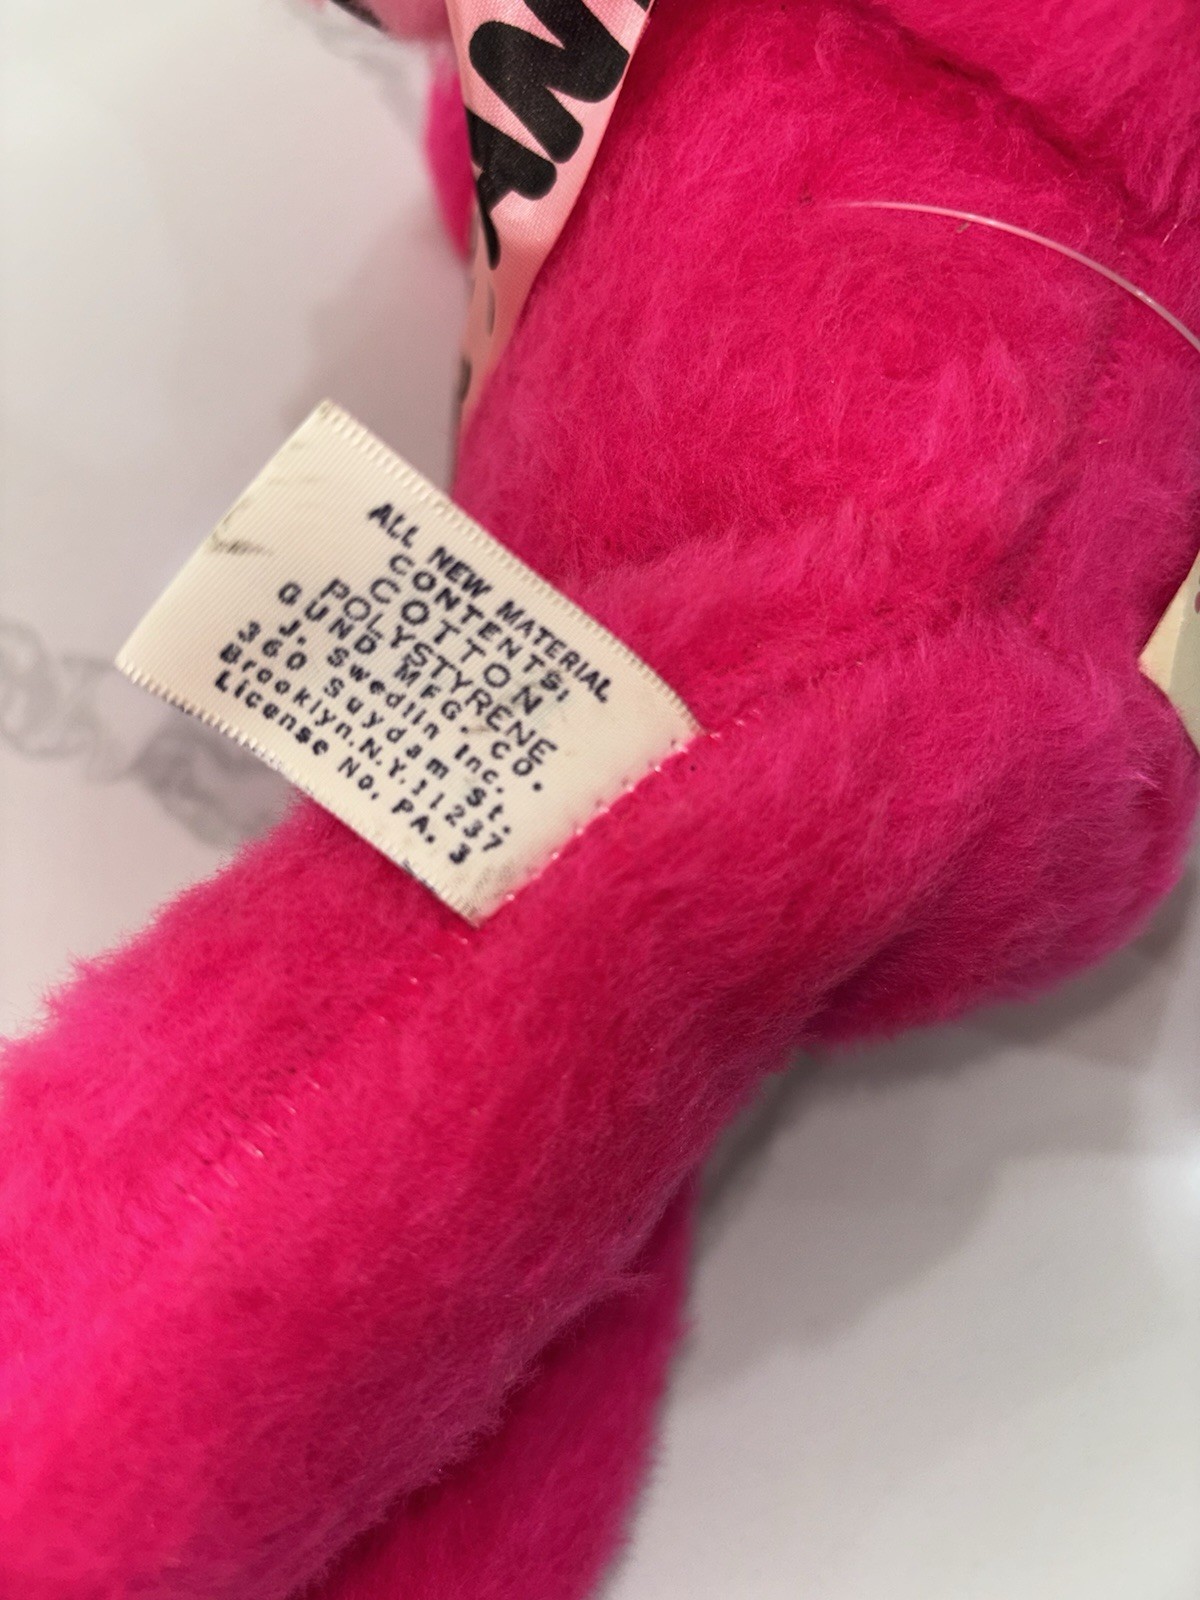 ALL NEW MATERIAL
CONTENTS:
COTTON
POLYSTYRENE
GUND MFG. CO.
J. Swedlin Inc.
360 Suydam St.
Brooklyn.N.Y.11237
License No. PA. 3